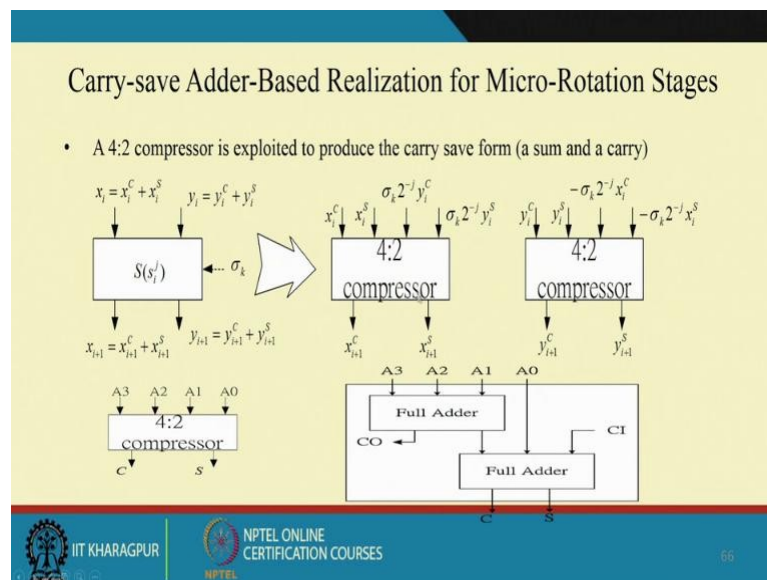 Carry-save Adder-Based Realization for Micro-Rotation Stages
• A 4:2 compressor is exploited to produce the carry save form (a sum and a carry)
x_i = x_i^C + x_i^S
y_i = y_i^C + y_i^S
S(s_i^j)
σ_k
x_{i+1} = x_{i+1}^C + x_{i+1}^S
y_{i+1} = y_{i+1}^C + y_{i+1}^S
x_i^C x_i^S σ_k 2^{-j} y_i^C σ_k 2^{-j} y_i^S
4:2
compressor
x_{i+1}^C x_{i+1}^S
y_i^C y_i^S -σ_k 2^{-j} x_i^C -σ_k 2^{-j} x_i^S
4:2
compressor
y_{i+1}^C y_{i+1}^S
A3 A2 A1 A0
4:2
compressor
C S
A3 A2 A1 A0
Full Adder
CO
CI
Full Adder
C S
IIT KHARAGPUR
NPTEL
NPTEL ONLINE
CERTIFICATION COURSES
66